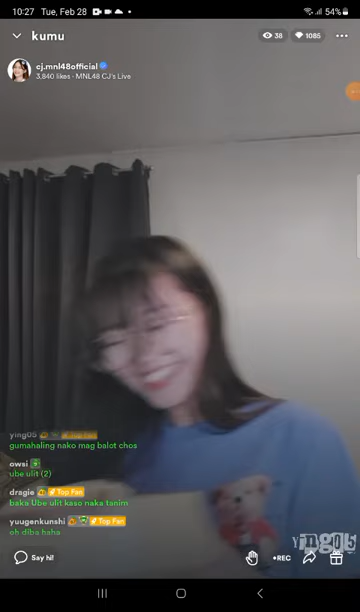 10:27 Tue, Feb 28 54%
kumu 38 1085
cj.mnl48official
3,840 likes · MNL48 CJ's Live
ying05 Top Fan
gumahaling nako mag balot chos
owsi
ube ulit (2)
Top Fan
baka Ube ulit kaso naka tanim
yuugenkunshi Top Fan
oh diba haha
Say hi! •REC